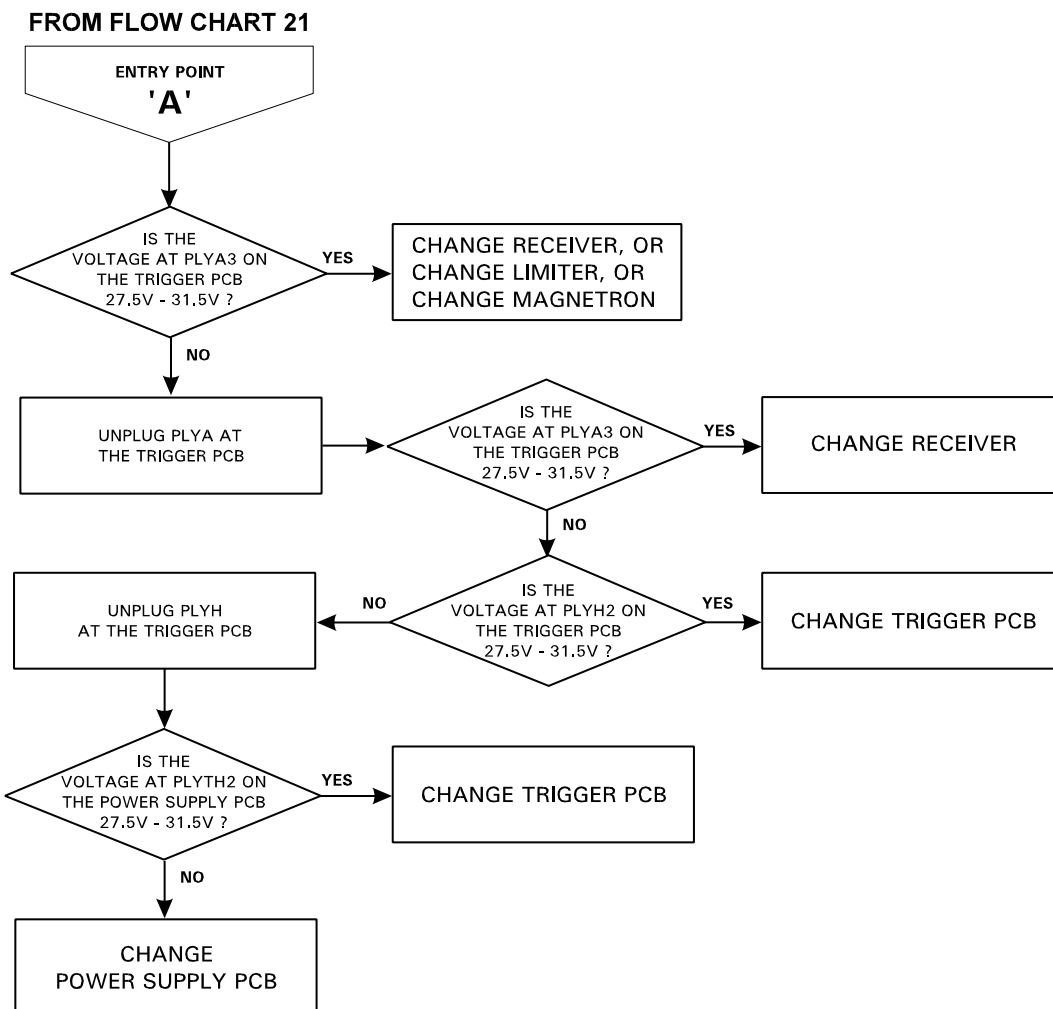 FROM FLOW CHART 21
ENTRY POINT
'A'
IS THE
VOLTAGE AT PLYA3 ON
THE TRIGGER PCB
27.5V - 31.5V ?
YES
CHANGE RECEIVER, OR
CHANGE LIMITER, OR
CHANGE MAGNETRON
NO
UNPLUG PLYA AT
THE TRIGGER PCB
IS THE
VOLTAGE AT PLYA3 ON
THE TRIGGER PCB
27.5V - 31.5V ?
YES
CHANGE RECEIVER
NO
IS THE
VOLTAGE AT PLYH2 ON
THE TRIGGER PCB
27.5V - 31.5V ?
YES
CHANGE TRIGGER PCB
NO
UNPLUG PLYH
AT THE TRIGGER PCB
IS THE
VOLTAGE AT PLYTH2 ON
THE POWER SUPPLY PCB
27.5V - 31.5V ?
YES
CHANGE TRIGGER PCB
NO
CHANGE
POWER SUPPLY PCB